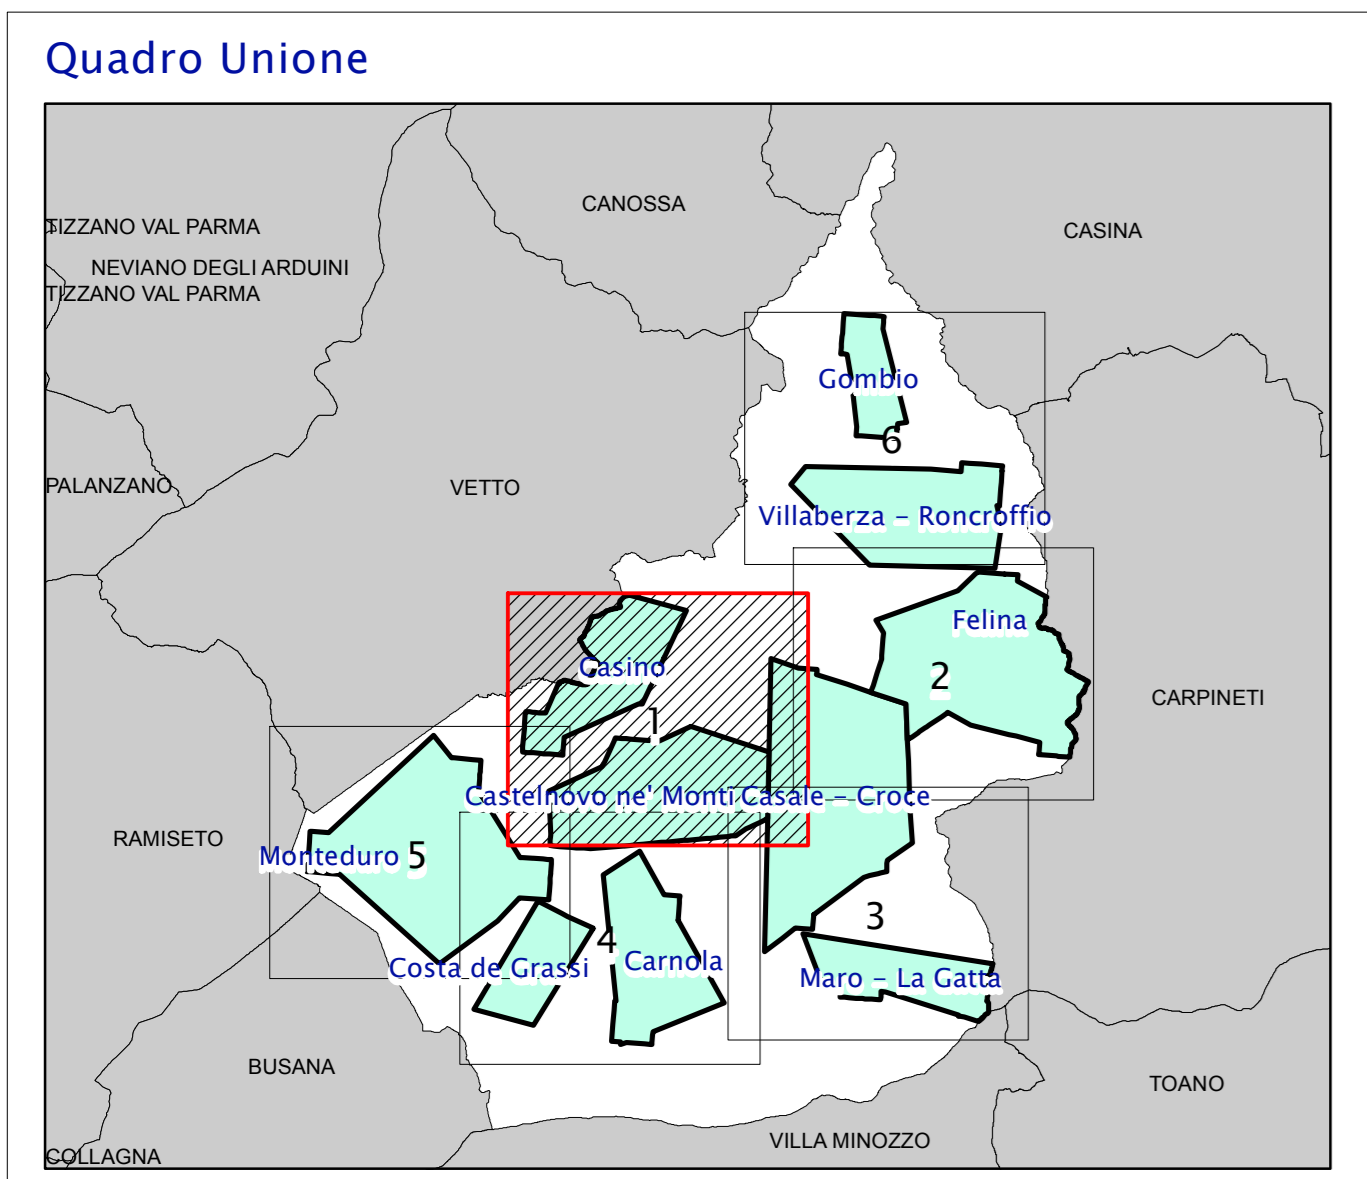 Quadro Unione
CANOSSA
TIZZANO VAL PARMA
CASINA
NEVIANO DEGLI ARDUINI
TIZZANO VAL PARMA
Gombio
6
PALANZANO
VETTO
Villaberza - Roncroffio
Felina
Casino
2
CARPINETI
1
Castelnovo ne' Monti
Casale - Croce
RAMISETO
Monteduro
5
3
4
Costa de Grassi
Carnola
Maro - La Gatta
BUSANA
TOANO
VILLA MINOZZO
COLLAGNA